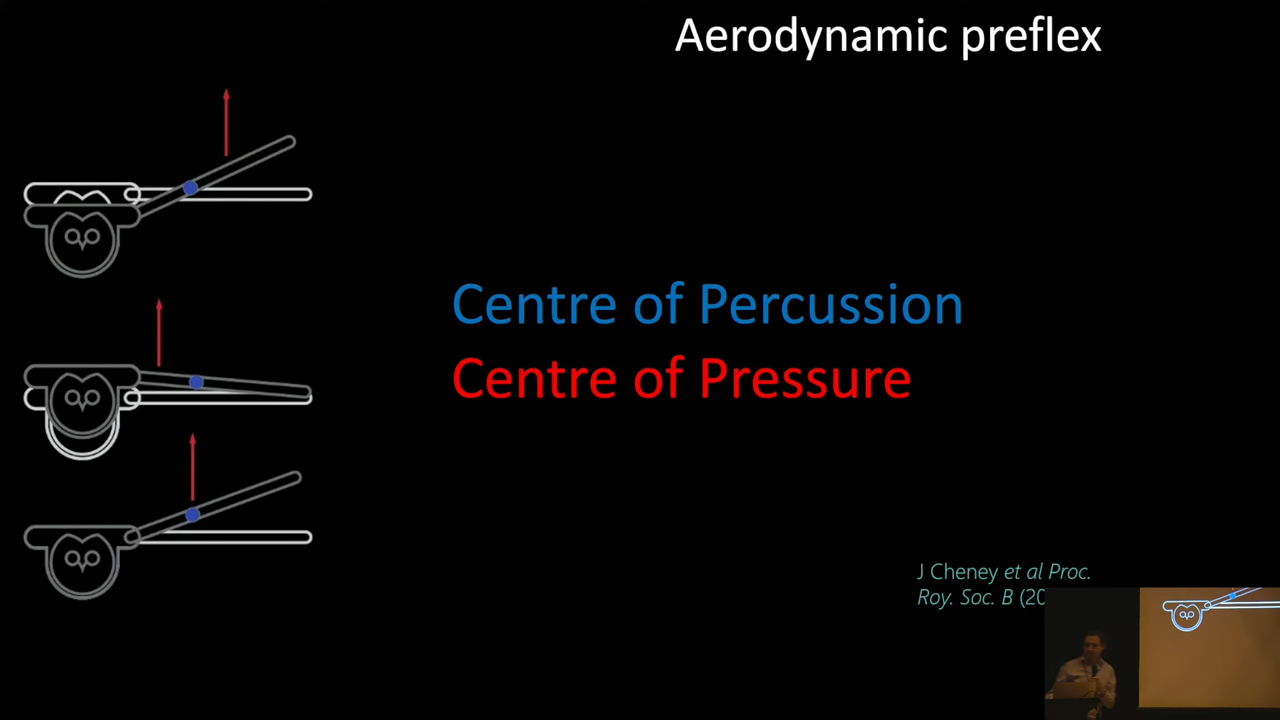 Aerodynamic preflex
Centre of Percussion
Centre of Pressure
J Cheney et al Proc.
Roy. Soc. B (20